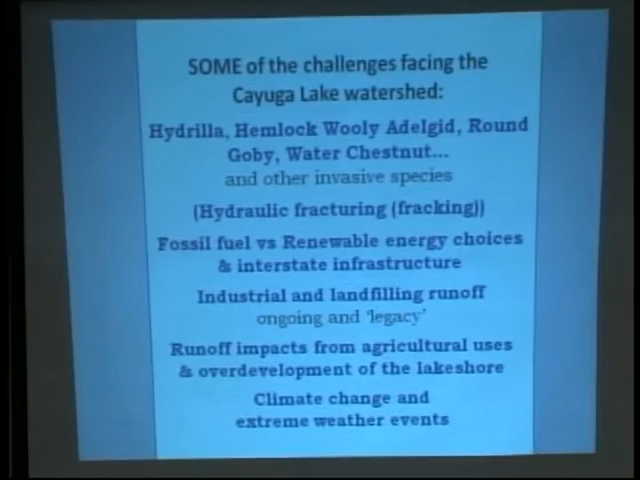 SOME of the challenges facing the
Cayuga Lake watershed:
Hydrilla, Hemlock Wooly Adelgid, Round
Goby, Water Chestnut...
and other invasive species
(Hydraulic fracturing (fracking))
Fossil fuel vs Renewable energy choices
& interstate infrastructure
Industrial and landfilling runoff
ongoing and ‘legacy’
Runoff impacts from agricultural uses
& overdevelopment of the lakeshore
Climate change and
extreme weather events